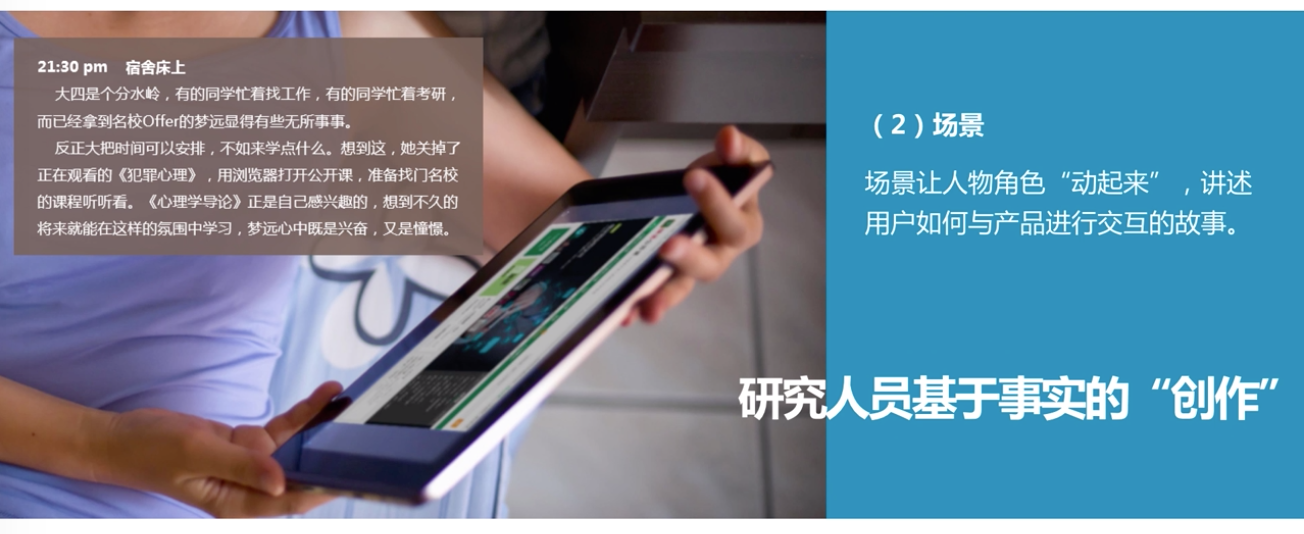 21:30 pm 宿舍床上
大四是个分水岭，有的同学忙着找工作，有的同学忙着考研，
而已经拿到名校Offer的梦远显得有些无所事事。
反正大把时间可以安排，不如来学点什么。想到这，她关掉了
正在观看的《犯罪心理》，用浏览器打开公开课，准备找门名校
的课程听听看。《心理学导论》正是自己感兴趣的，想到不久的
将来就能在这样的氛围中学习，梦远心中既是兴奋，又是憧憬。
（2）场景
场景让人物角色“动起来”，讲述
用户如何与产品进行交互的故事。
研究人员基于事实的“创作”